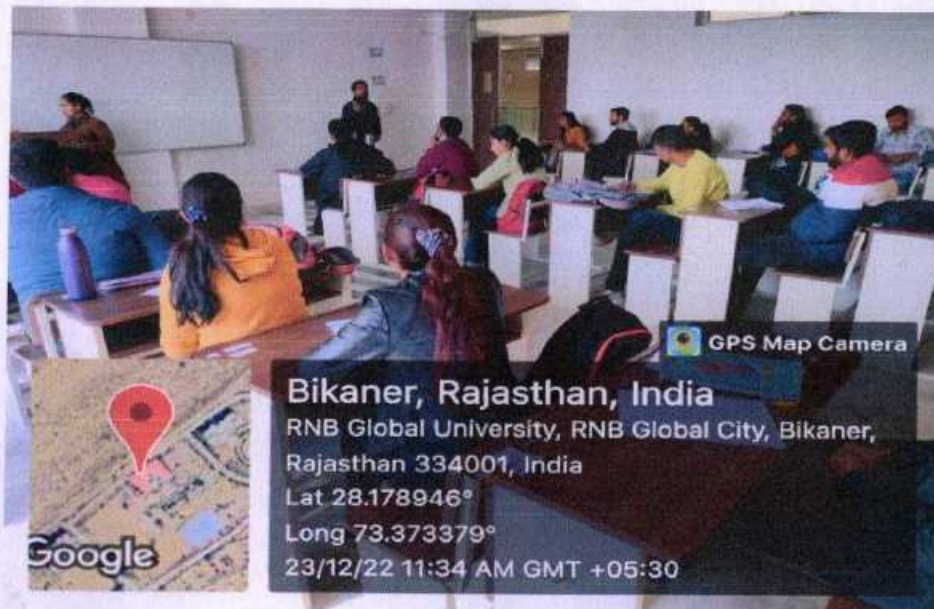 GPS Map Camera
Bikaner, Rajasthan, India
RNB Global University, RNB Global City, Bikaner,
Rajasthan 334001, India
Lat 28.178946°
Long 73.373379°
23/12/22 11:34 AM GMT +05:30
Google